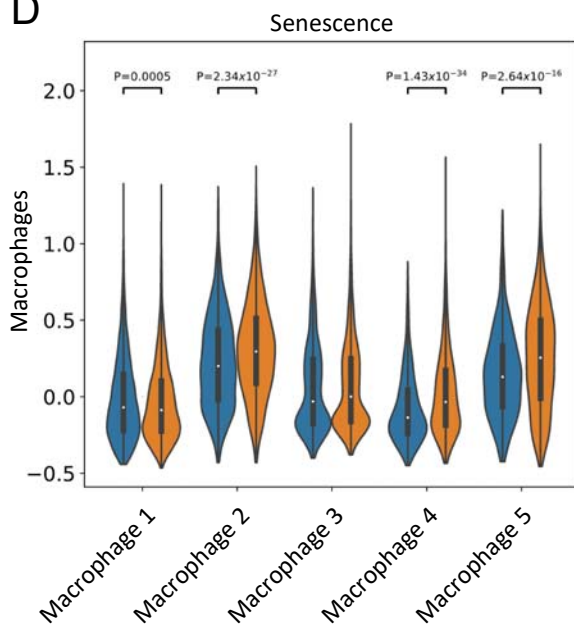 D
Senescence
P=0.0005 P=2.34x10⁻²⁷ P=1.43x10⁻³⁴ P=2.64x10⁻¹⁶
2.0
1.5
1.0
0.5
0.0
−0.5
Macrophages
Macrophage 1 Macrophage 2 Macrophage 3 Macrophage 4 Macrophage 5